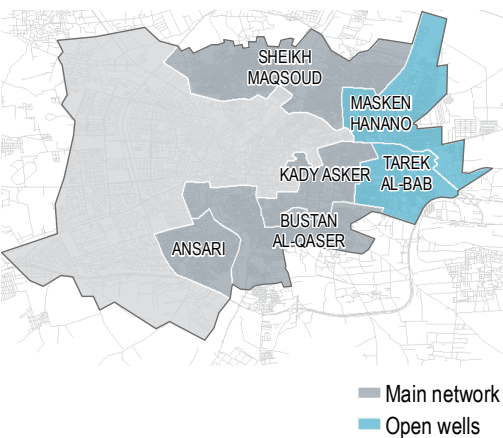 SHEIKH
MAQSOUD
MASKEN
HANANO
KADY ASKER
TAREK
AL-BAB
BUSTAN
AL-QASER
ANSARI
Main network
Open wells